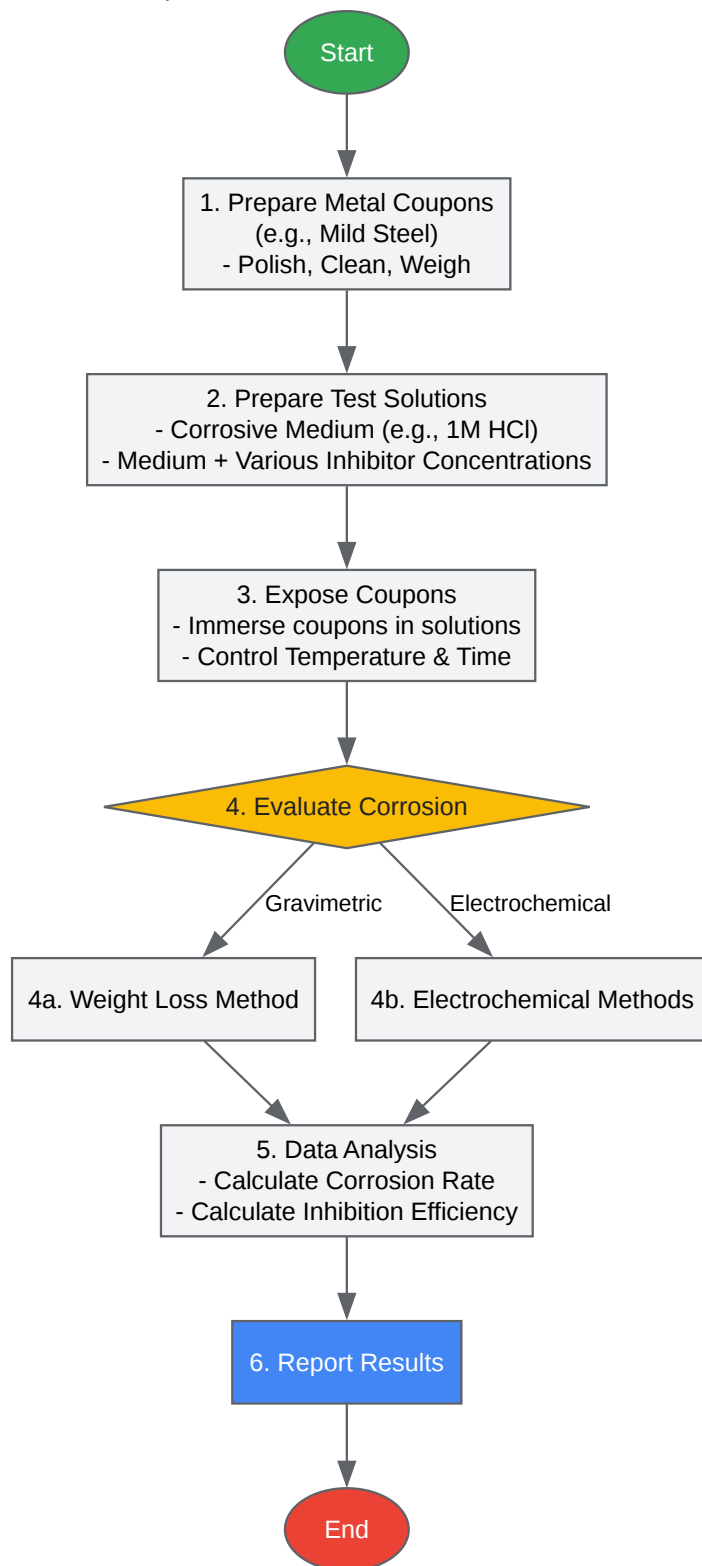 Start
1. Prepare Metal Coupons
(e.g., Mild Steel)
- Polish, Clean, Weigh
2. Prepare Test Solutions
- Corrosive Medium (e.g., 1M HCl)
- Medium + Various Inhibitor Concentrations
3. Expose Coupons
- Immerse coupons in solutions
- Control Temperature & Time
4. Evaluate Corrosion
Gravimetric
Electrochemical
4a. Weight Loss Method
4b. Electrochemical Methods
5. Data Analysis
- Calculate Corrosion Rate
- Calculate Inhibition Efficiency
6. Report Results
End